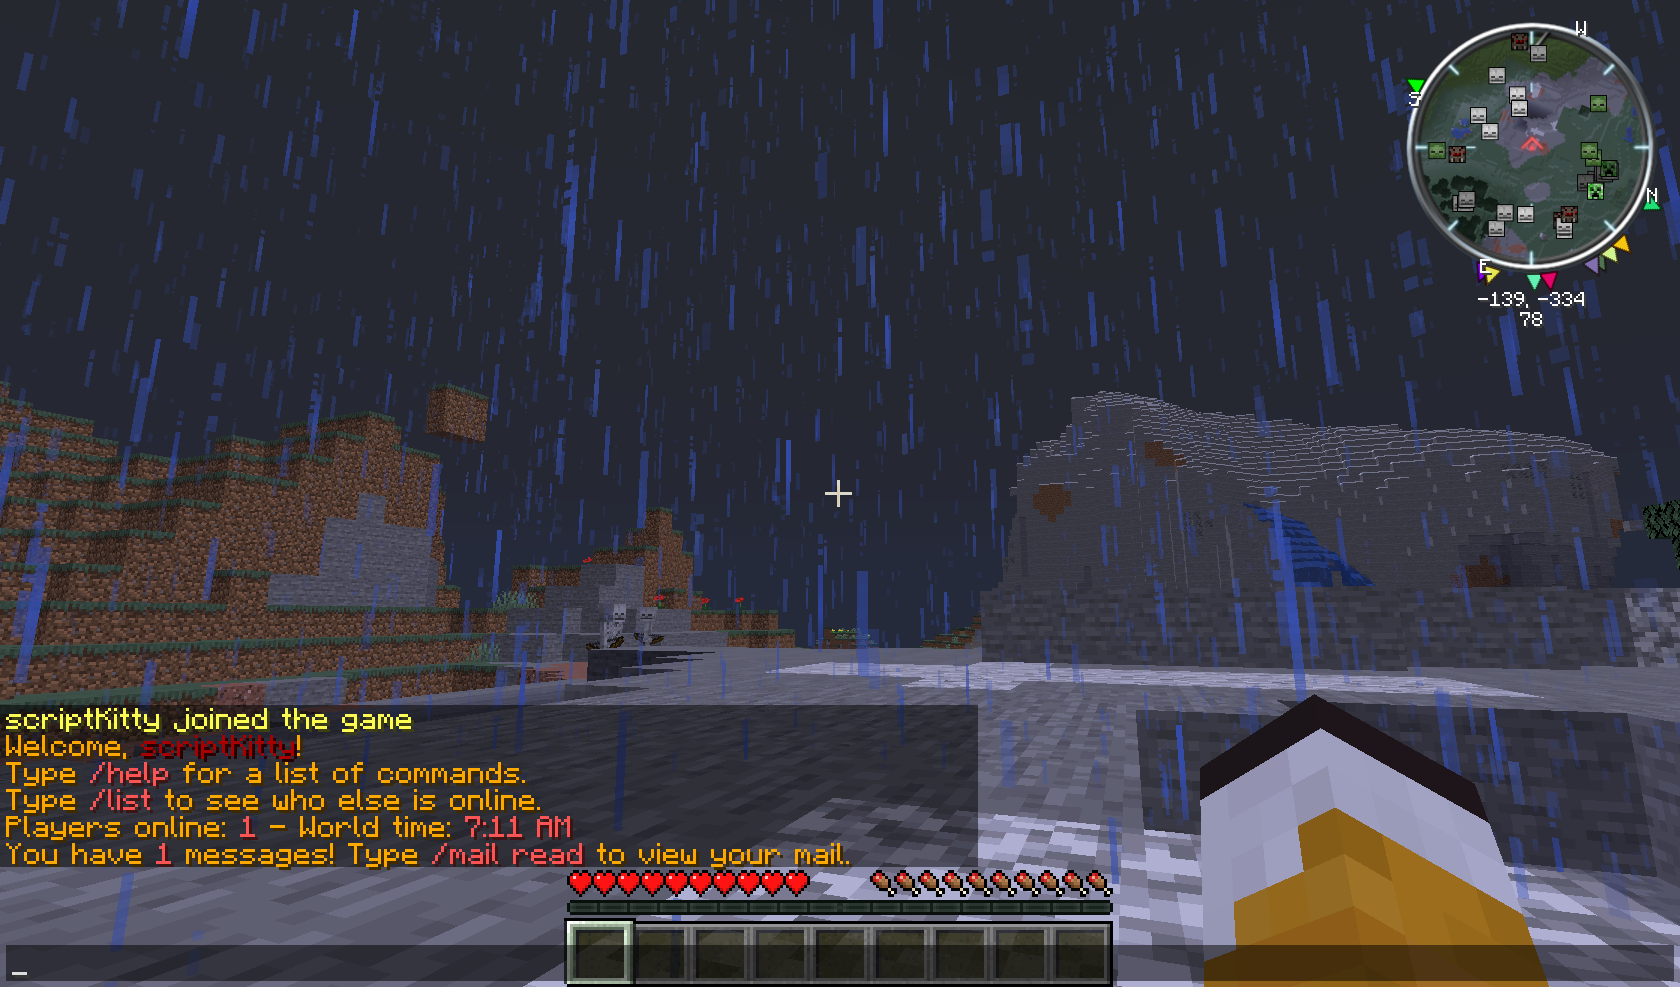 W
S
N
E
-139, -334
78
scriptKitty joined the game
Welcome, scriptKitty!
Type /help for a list of commands.
Type /list to see who else is online.
Players online: 1 - World time: 7:11 AM
You have 1 messages! Type /mail read to view your mail.
_